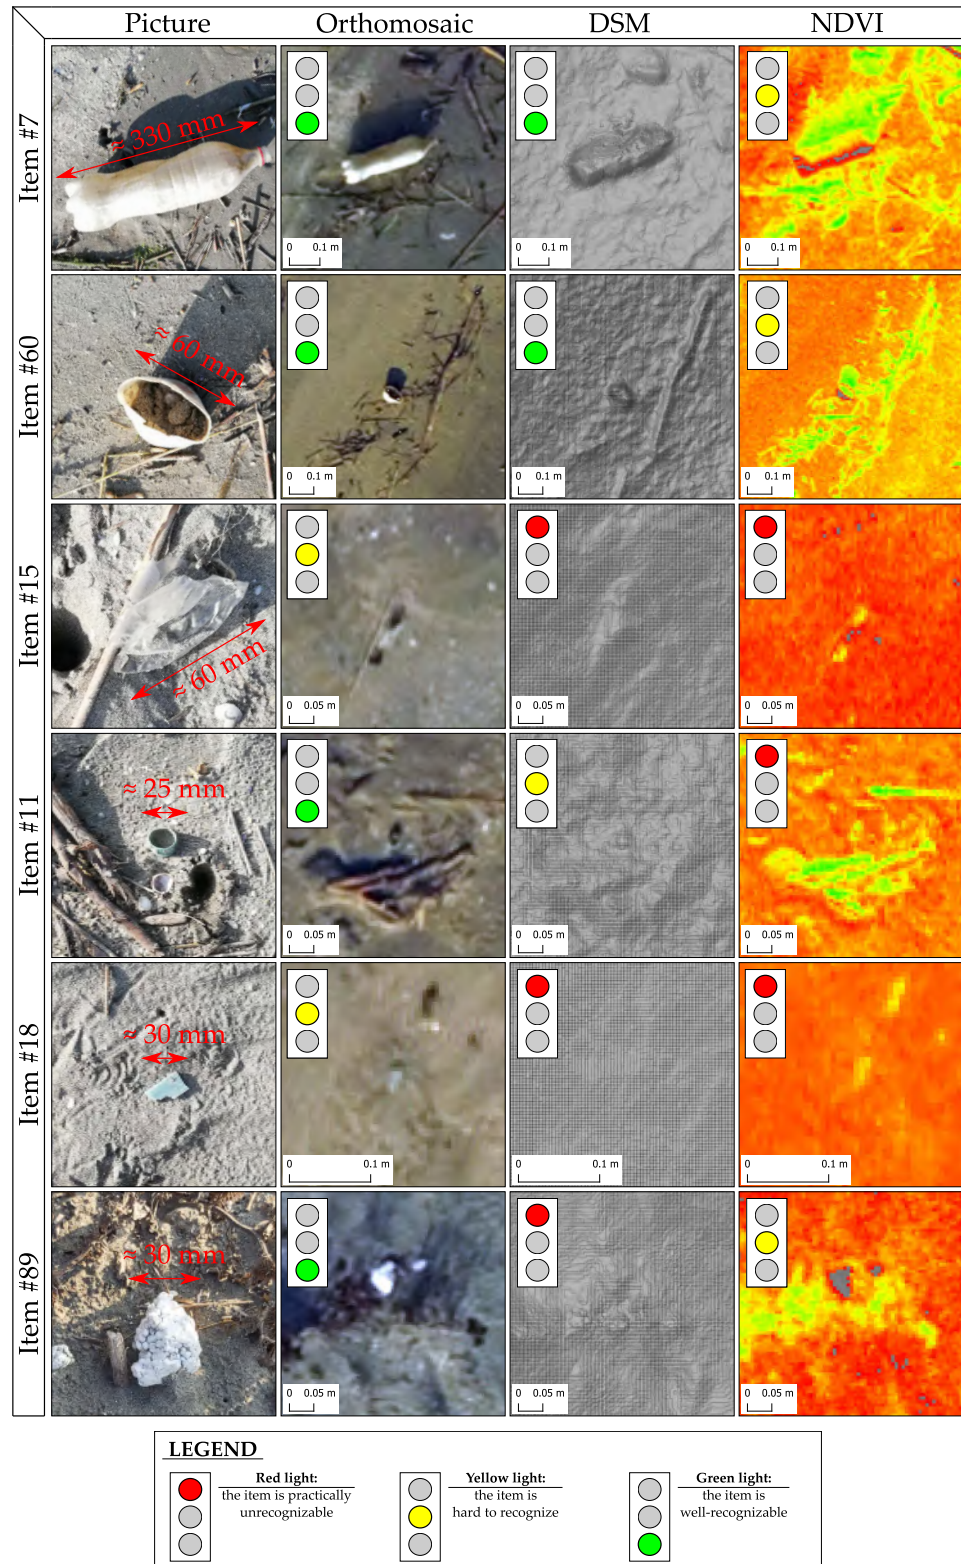 Picture Orthomosaic DSM NDVI
Item #7
≈ 330 mm
0 0.1 m
0 0.1 m
0 0.1 m
Item #60
≈ 60 mm
0 0.1 m
0 0.1 m
0 0.1 m
Item #15
≈ 60 mm
0 0.05 m
0 0.05 m
0 0.05 m
Item #11
≈ 25 mm
0 0.05 m
0 0.05 m
0 0.05 m
Item #18
≈ 30 mm
0 0.1 m
0 0.1 m
0 0.1 m
Item #89
≈ 30 mm
0 0.05 m
0 0.05 m
0 0.05 m
LEGEND
Red light:
the item is practically
unrecognizable
Yellow light:
the item is
hard to recognize
Green light:
the item is
well-recognizable